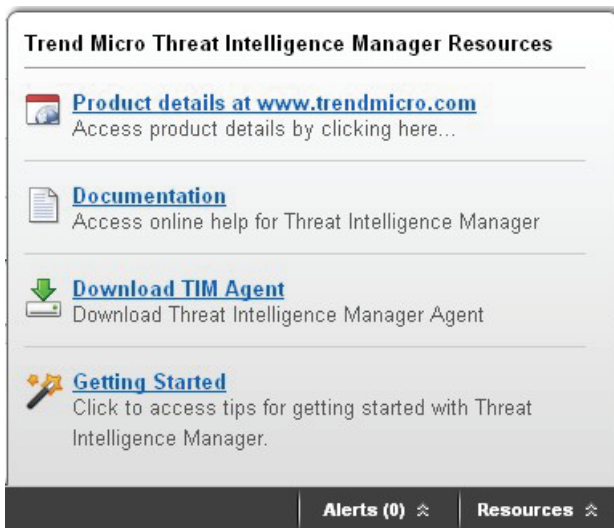 Trend Micro Threat Intelligence Manager Resources
Product details at www.trendmicro.com
Access product details by clicking here...
Documentation
Access online help for Threat Intelligence Manager
Download TIM Agent
Download Threat Intelligence Manager Agent
Getting Started
Click to access tips for getting started with Threat
Intelligence Manager.
Alerts (0) Resources